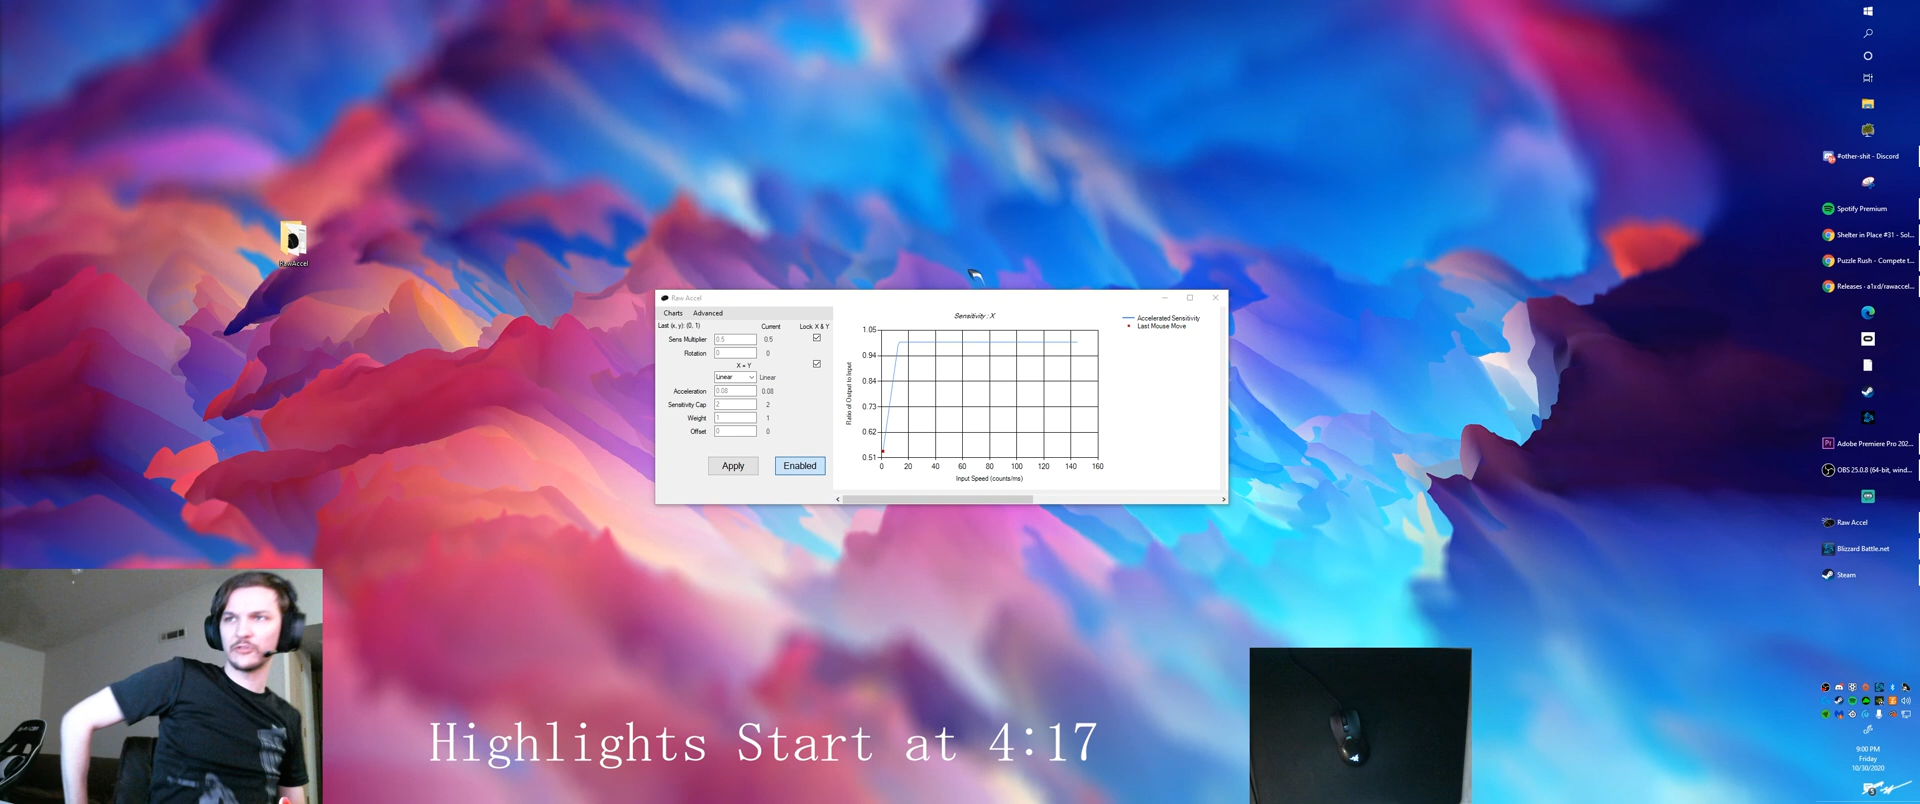 RawAccel
Raw Accel
Charts Advanced
Last (x, y): (0, 1)
Current
Lock X & Y
Sens Multiplier 0.5 0.5
Rotation 0 0
X = Y
Linear Linear
Acceleration 0.08 0.08
Sensitivity Cap 2 2
Weight 1 1
Offset 0 0
Apply Enabled
Sensitivity : X
Accelerated Sensitivity
Last Mouse Move
Ratio of Output to Input
1.05
0.94
0.84
0.73
0.62
0.51
0 20 40 60 80 100 120 140 160
Input Speed (counts/ms)
#other-shit - Discord
Spotify Premium
Shelter in Place #31 - Sol...
Puzzle Rush - Compete t...
Releases · a1xd/rawaccel...
Adobe Premiere Pro 202...
OBS 25.0.8 (64-bit, wind...
Raw Accel
Blizzard Battle.net
Steam
Highlights Start at 4:17
9:00 PM
Friday
10/30/2020